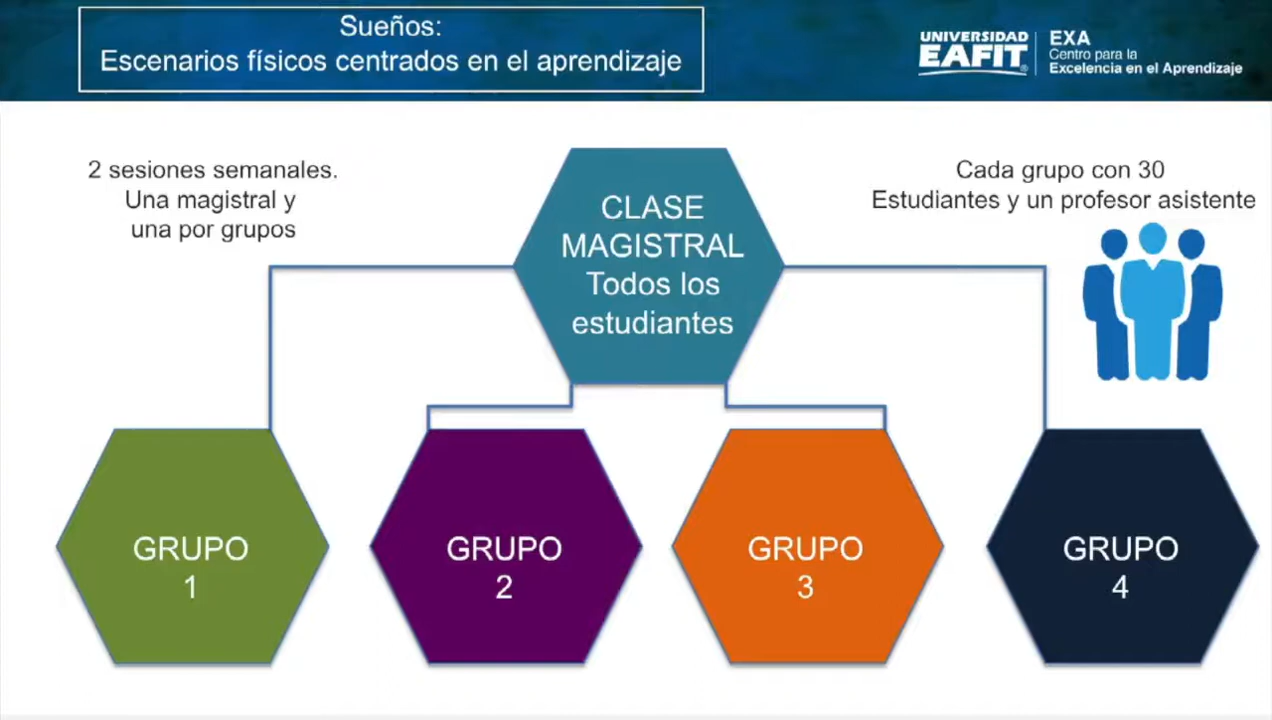 Sueños:
Escenarios físicos centrados en el aprendizaje
UNIVERSIDAD
EAFIT®
EXA
Centro para la
Excelencia en el Aprendizaje
2 sesiones semanales.
Una magistral y
una por grupos
Cada grupo con 30
Estudiantes y un profesor asistente
CLASE
MAGISTRAL
Todos los
estudiantes
GRUPO
1
GRUPO
2
GRUPO
3
GRUPO
4